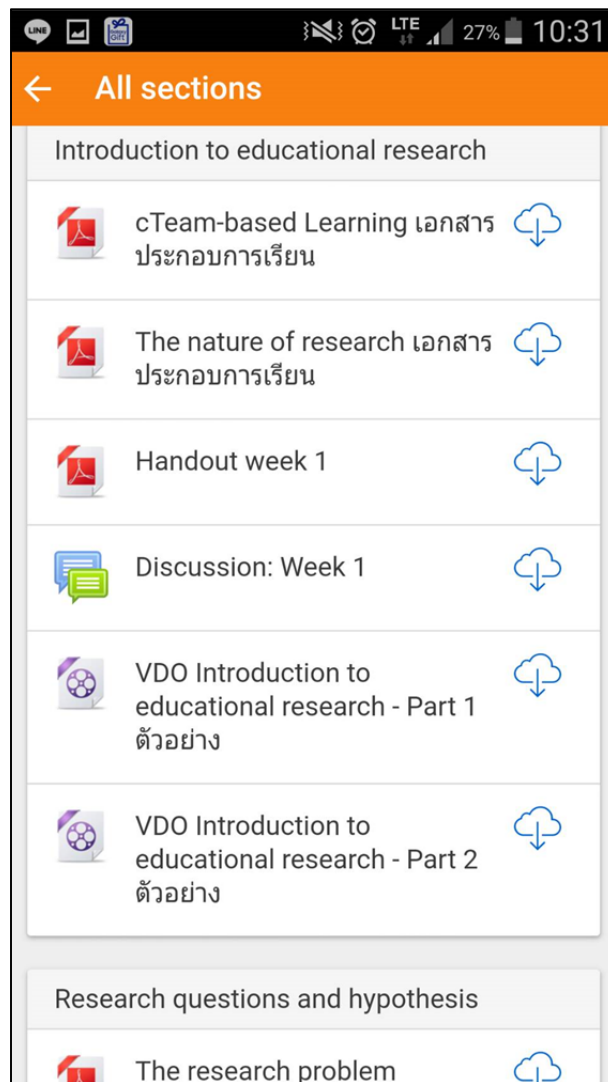 LINE
Galaxy
Gift
LTE
27%
10:31
All sections
Introduction to educational research
cTeam-based Learning เอกสาร
ประกอบการเรียน
The nature of research เอกสาร
ประกอบการเรียน
Handout week 1
Discussion: Week 1
VDO Introduction to
educational research - Part 1
ตัวอย่าง
VDO Introduction to
educational research - Part 2
ตัวอย่าง
Research questions and hypothesis
The research problem